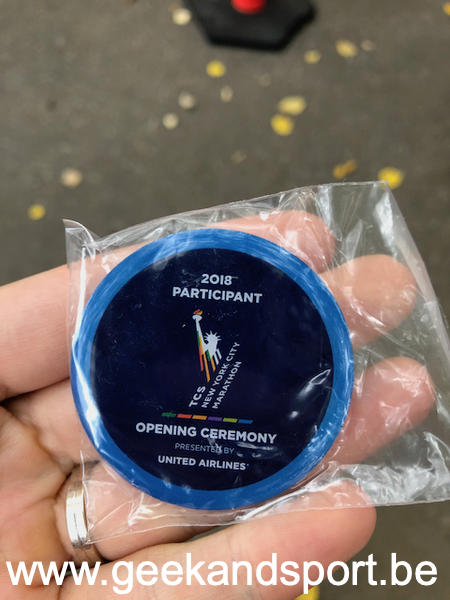 2018
PARTICIPANT
TCS
NEW YORK CITY
MARATHON
OPENING CEREMONY
PRESENTED BY
UNITED AIRLINES
www.geekandsport.be